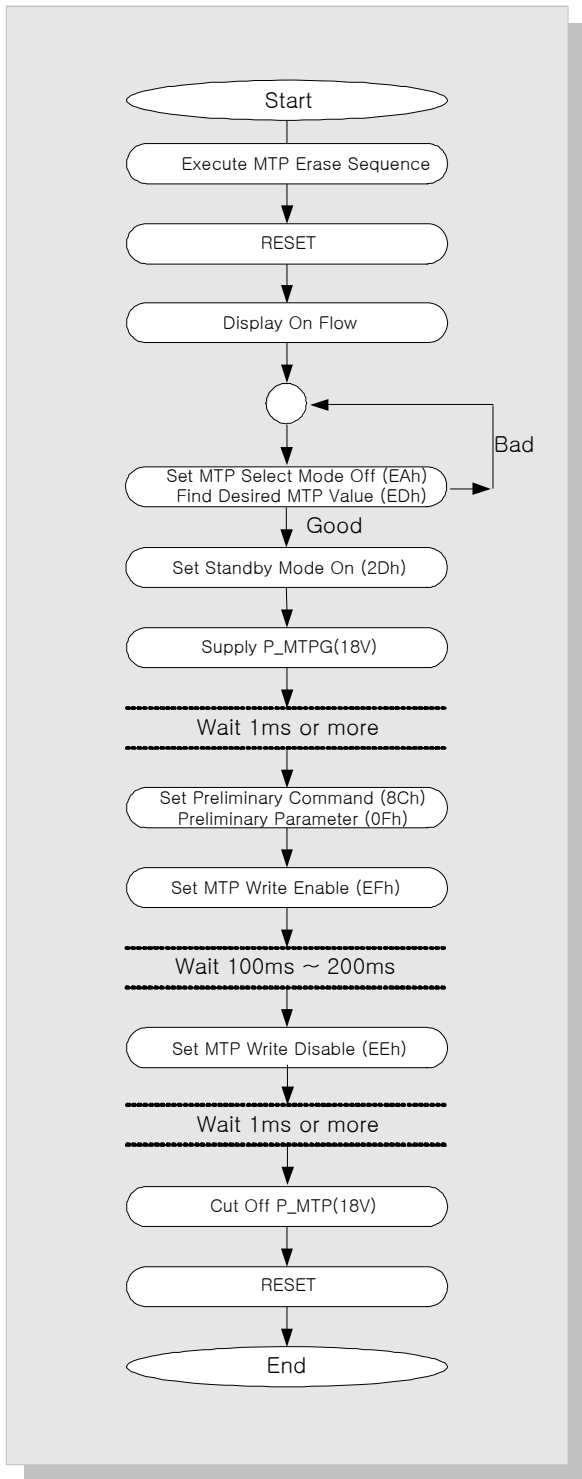 Start
Execute MTP Erase Sequence
RESET
Display On Flow
Bad
Set MTP Select Mode Off (EAh)
Find Desired MTP Value (EDh)
Good
Set Standby Mode On (2Dh)
Supply P_MTPG(18V)
Wait 1ms or more
Set Preliminary Command (8Ch)
Preliminary Parameter (0Fh)
Set MTP Write Enable (EFh)
Wait 100ms ~ 200ms
Set MTP Write Disable (EEh)
Wait 1ms or more
Cut Off P_MTP(18V)
RESET
End